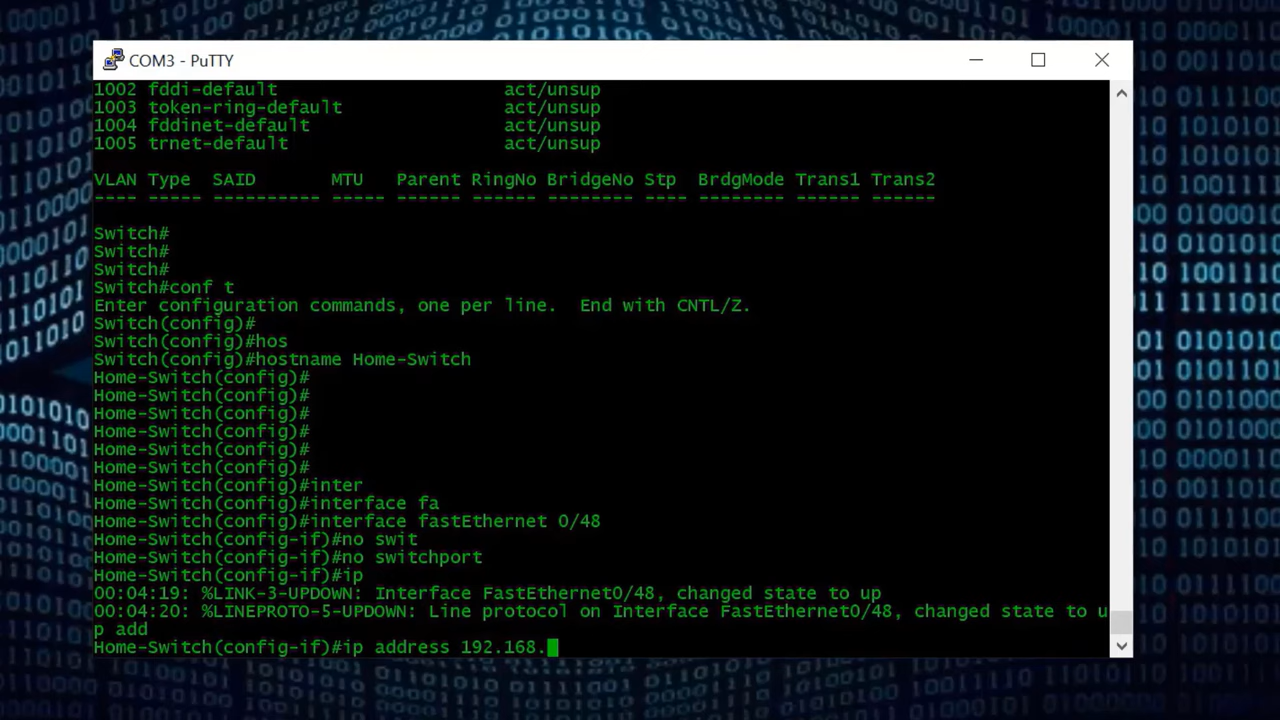 COM3 - PuTTY
1002 fddi-default                     act/unsup
1003 token-ring-default               act/unsup
1004 fddinet-default                  act/unsup
1005 trnet-default                    act/unsup
VLAN Type  SAID       MTU   Parent RingNo BridgeNo Stp  BrdgMode Trans1 Trans2
---- ----- ---------- ----- ------ ------ -------- ---- -------- ------ ------
Switch#
Switch#
Switch#
Switch#conf t
Enter configuration commands, one per line.  End with CNTL/Z.
Switch(config)#
Switch(config)#hos
Switch(config)#hostname Home-Switch
Home-Switch(config)#
Home-Switch(config)#
Home-Switch(config)#
Home-Switch(config)#
Home-Switch(config)#
Home-Switch(config)#
Home-Switch(config)#inter
Home-Switch(config)#interface fa
Home-Switch(config)#interface fastEthernet 0/48
Home-Switch(config-if)#no swit
Home-Switch(config-if)#no switchport
Home-Switch(config-if)#ip
00:04:19: %LINK-3-UPDOWN: Interface FastEthernet0/48, changed state to up
00:04:20: %LINEPROTO-5-UPDOWN: Line protocol on Interface FastEthernet0/48, changed state to u
p add
Home-Switch(config-if)#ip address 192.168.